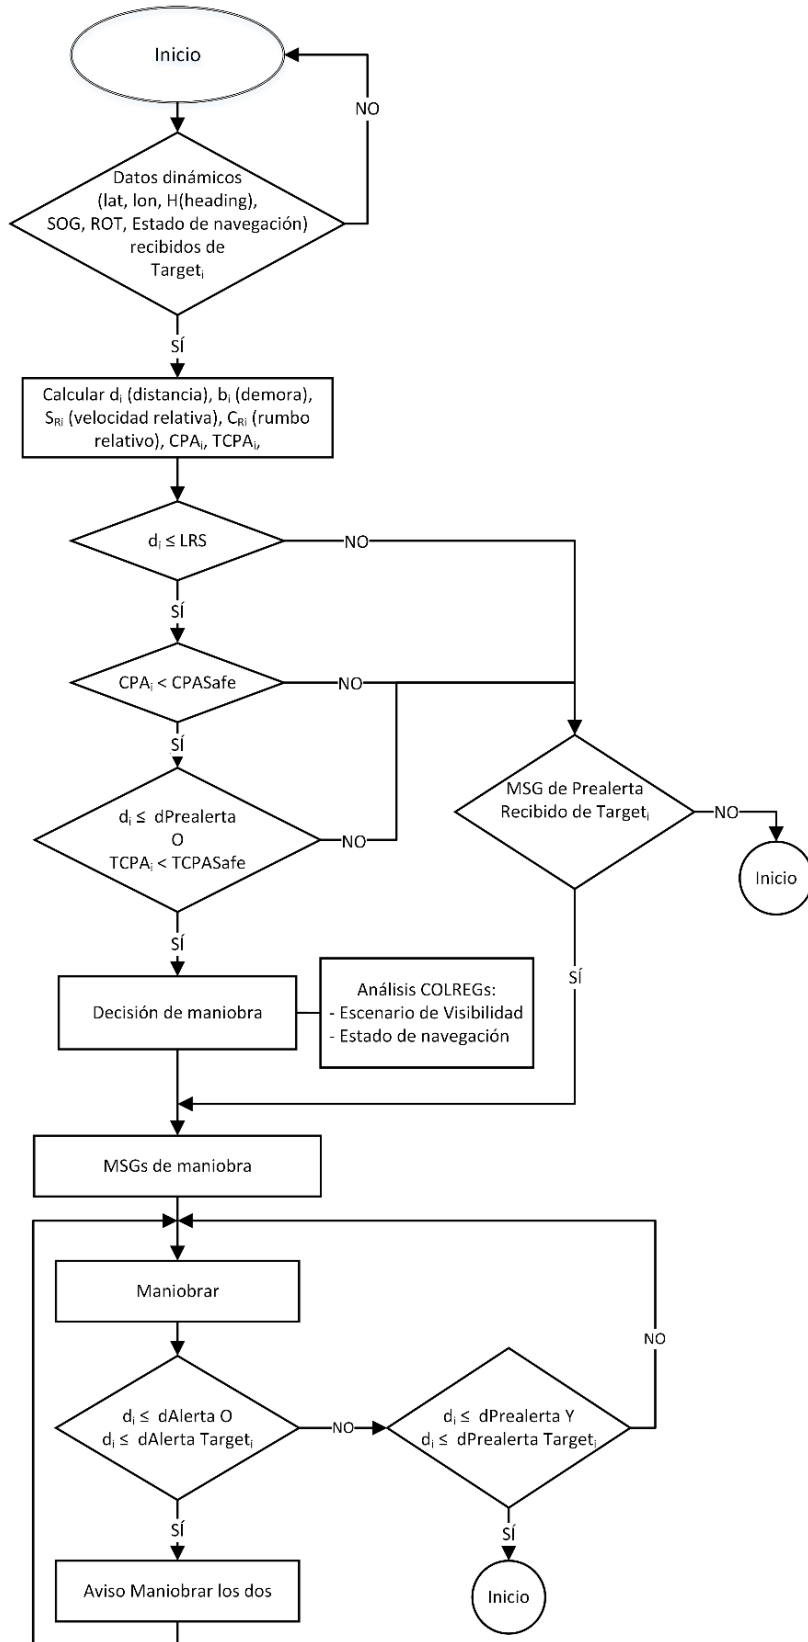 Inicio
NO
Datos dinámicos
(lat, lon, H(heading),
SOG, ROT, Estado de navegación)
recibidos de
Targetᵢ
SÍ
Calcular dᵢ (distancia), bᵢ (demora),
S_Ri (velocidad relativa), C_Ri (rumbo
relativo), CPAᵢ, TCPAᵢ,
dᵢ ≤ LRS
NO
SÍ
CPAᵢ < CPASafe
NO
SÍ
dᵢ ≤ dPrealerta
O
TCPAᵢ < TCPASafe
NO
MSG de Prealerta
Recibido de Targetᵢ
NO
Inicio
SÍ
SÍ
Decisión de maniobra
Análisis COLREGs:
- Escenario de Visibilidad
- Estado de navegación
MSGs de maniobra
Maniobrar
NO
dᵢ ≤ dAlerta O
dᵢ ≤ dAlerta Targetᵢ
NO
dᵢ ≤ dPrealerta Y
dᵢ ≤ dPrealerta Targetᵢ
SÍ
SÍ
Aviso Maniobrar los dos
Inicio